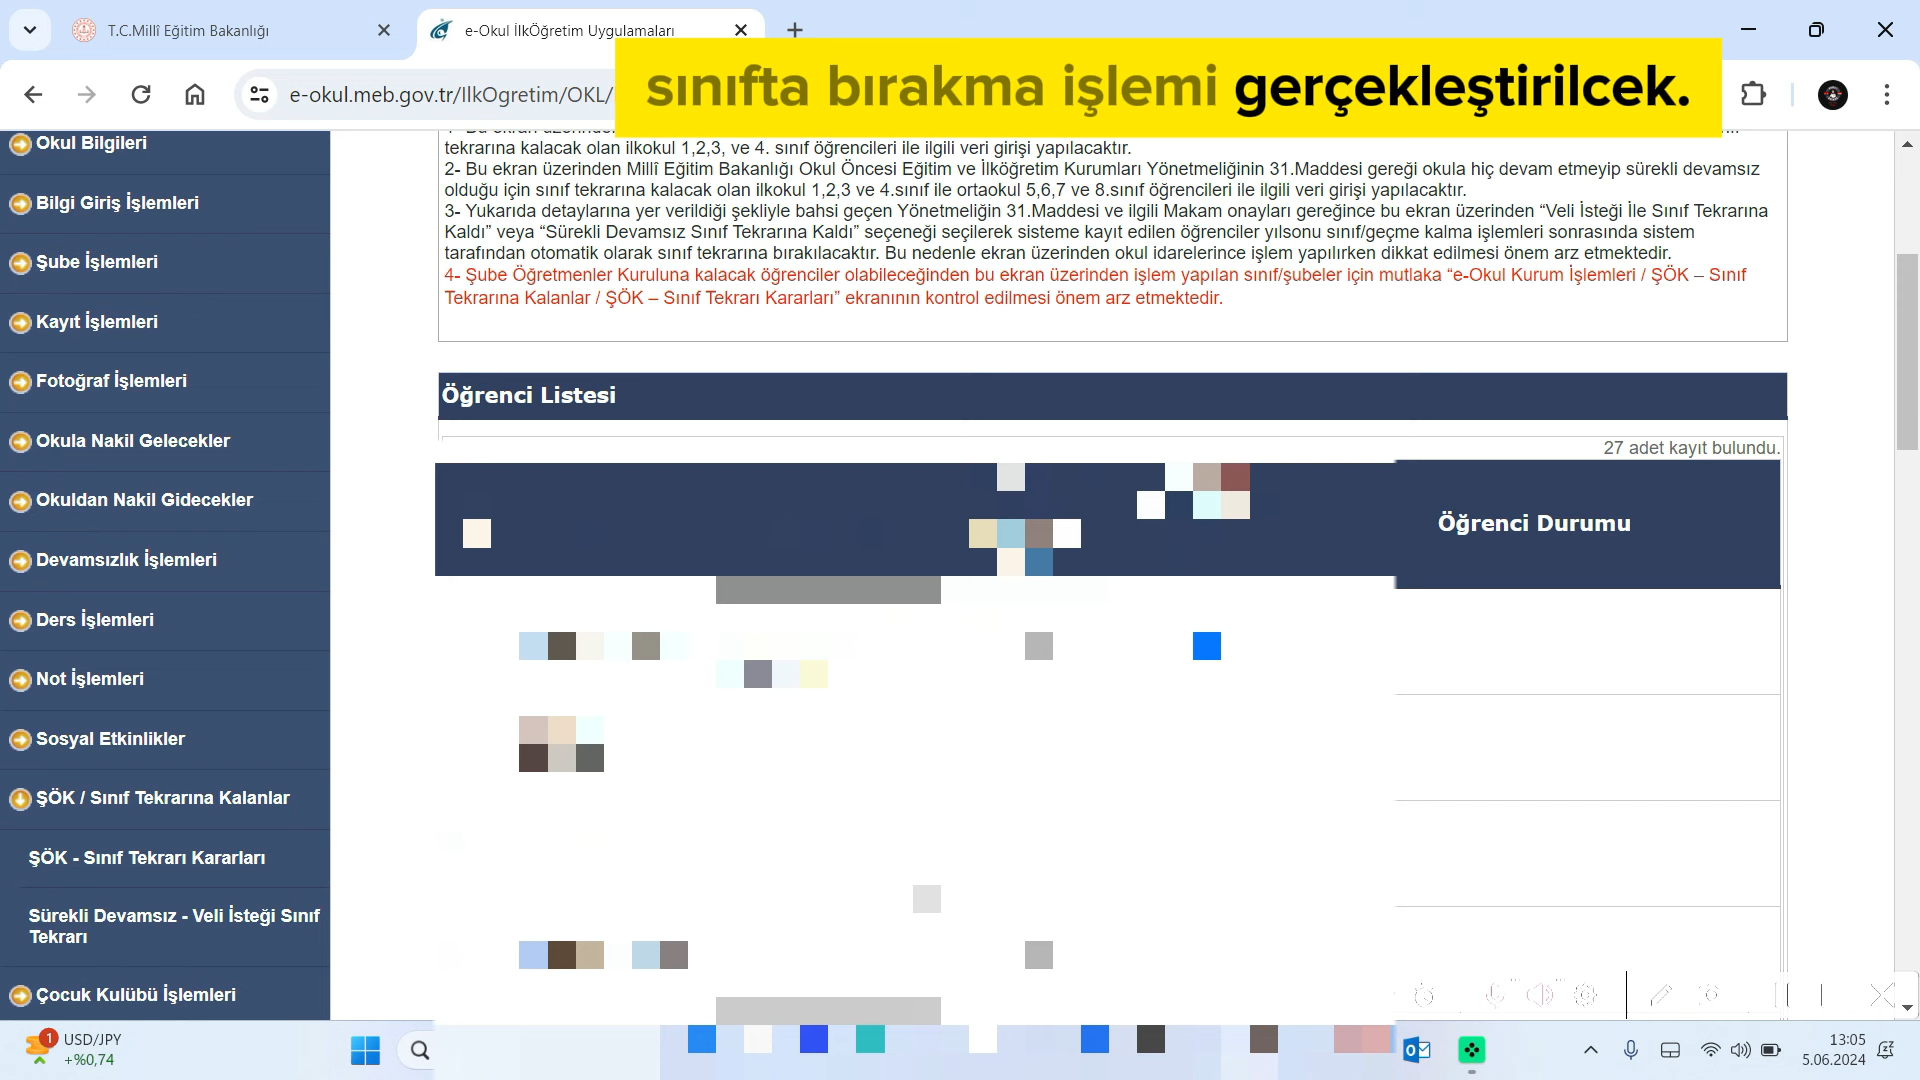 T.C.Millî Eğitim Bakanlığı
e-Okul İlkÖğretim Uygulamaları
sınıfta bırakma işlemi gerçekleştirilcek.
e-okul.meb.gov.tr/IlkOgretim/OKL/
Okul Bilgileri
Bilgi Giriş İşlemleri
Şube İşlemleri
Kayıt İşlemleri
Fotoğraf İşlemleri
Okula Nakil Gelecekler
Okuldan Nakil Gidecekler
Devamsızlık İşlemleri
Ders İşlemleri
Not İşlemleri
Sosyal Etkinlikler
ŞÖK / Sınıf Tekrarına Kalanlar
ŞÖK - Sınıf Tekrarı Kararları
Sürekli Devamsız - Veli İsteği Sınıf
Tekrarı
Çocuk Kulübü İşlemleri
tekrarına kalacak olan ilkokul 1,2,3, ve 4. sınıf öğrencileri ile ilgili veri girişi yapılacaktır.
2- Bu ekran üzerinden Millî Eğitim Bakanlığı Okul Öncesi Eğitim ve İlköğretim Kurumları Yönetmeliğinin 31.Maddesi gereği okula hiç devam etmeyip sürekli devamsız
olduğu için sınıf tekrarına kalacak olan ilkokul 1,2,3 ve 4.sınıf ile ortaokul 5,6,7 ve 8.sınıf öğrencileri ile ilgili veri girişi yapılacaktır.
3- Yukarıda detaylarına yer verildiği şekliyle bahsi geçen Yönetmeliğin 31.Maddesi ve ilgili Makam onayları gereğince bu ekran üzerinden “Veli İsteği İle Sınıf Tekrarına
Kaldı” veya “Sürekli Devamsız Sınıf Tekrarına Kaldı” seçeneği seçilerek sisteme kayıt edilen öğrenciler yılsonu sınıf/geçme kalma işlemleri sonrasında sistem
tarafından otomatik olarak sınıf tekrarına bırakılacaktır. Bu nedenle ekran üzerinden okul idarelerince işlem yapılırken dikkat edilmesi önem arz etmektedir.
4- Şube Öğretmenler Kuruluna kalacak öğrenciler olabileceğinden bu ekran üzerinden işlem yapılan sınıf/şubeler için mutlaka “e-Okul Kurum İşlemleri / ŞÖK – Sınıf
Tekrarına Kalanlar / ŞÖK – Sınıf Tekrarı Kararları” ekranının kontrol edilmesi önem arz etmektedir.
Öğrenci Listesi
27 adet kayıt bulundu.
Öğrenci Durumu
1
USD/JPY
+%0,74
13:05
5.06.2024